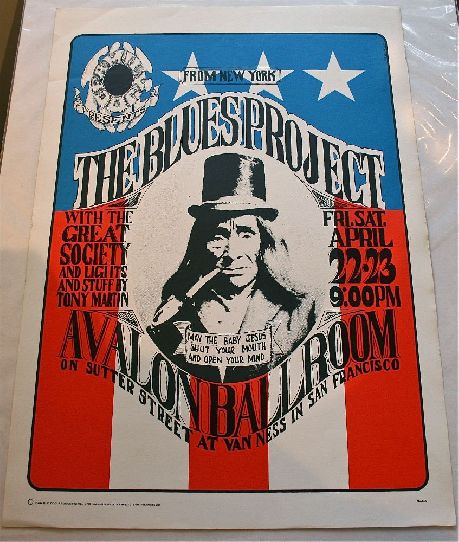 FROM NEW YORK!
THE BLUES PROJECT
WITH THE
GREAT
SOCIETY
AND LIGHTS
AND STUFF BY
TONY MARTIN
FRI. SAT.
APRIL
22-23
9:00PM
MAY THE BABY JESUS
SHUT YOUR MOUTH
AND OPEN YOUR MIND
AVALON BALLROOM
ON SUTTER STREET AT VAN NESS IN SAN FRANCISCO